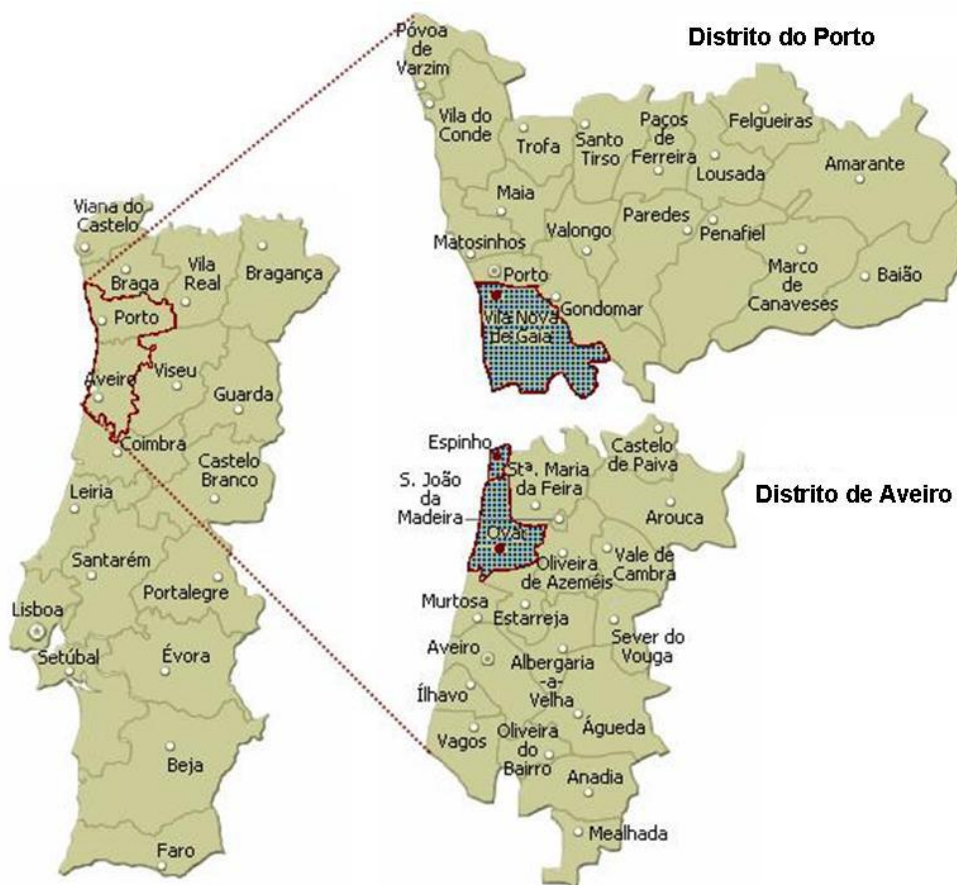 Distrito do Porto
Póvoa
de
Varzim
Vila do
Conde
Trofa
Santo
Tirso
Paços
de
Ferreira
Felgueiras
Lousada
Amarante
Maia
Matosinhos
Valongo
Paredes
Penafiel
Porto
Gondomar
Marco
de
Canaveses
Baião
Vila Nova
de Gaia
Viana do
Castelo
Braga
Vila
Real
Bragança
Porto
Aveiro
Viseu
Guarda
Coimbra
Castelo
Branco
Leiria
Santarém
Portalegre
Lisboa
Setúbal
Évora
Beja
Faro
Distrito de Aveiro
Espinho
Castelo
de Paiva
Stª. Maria
da Feira
S. João
da
Madeira
Arouca
Ovar
Oliveira
de Azeméis
Vale de
Cambra
Murtosa
Estarreja
Sever do
Vouga
Aveiro
Albergaria
-a-
Velha
Ílhavo
Águeda
Vagos
Oliveira
do
Bairro
Anadia
Mealhada